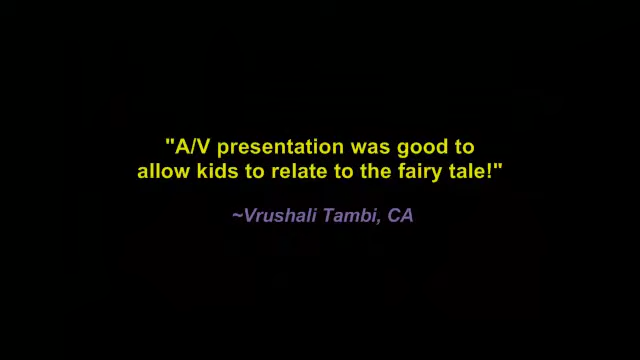 "A/V presentation was good to
allow kids to relate to the fairy tale!"
~Vrushali Tambi, CA